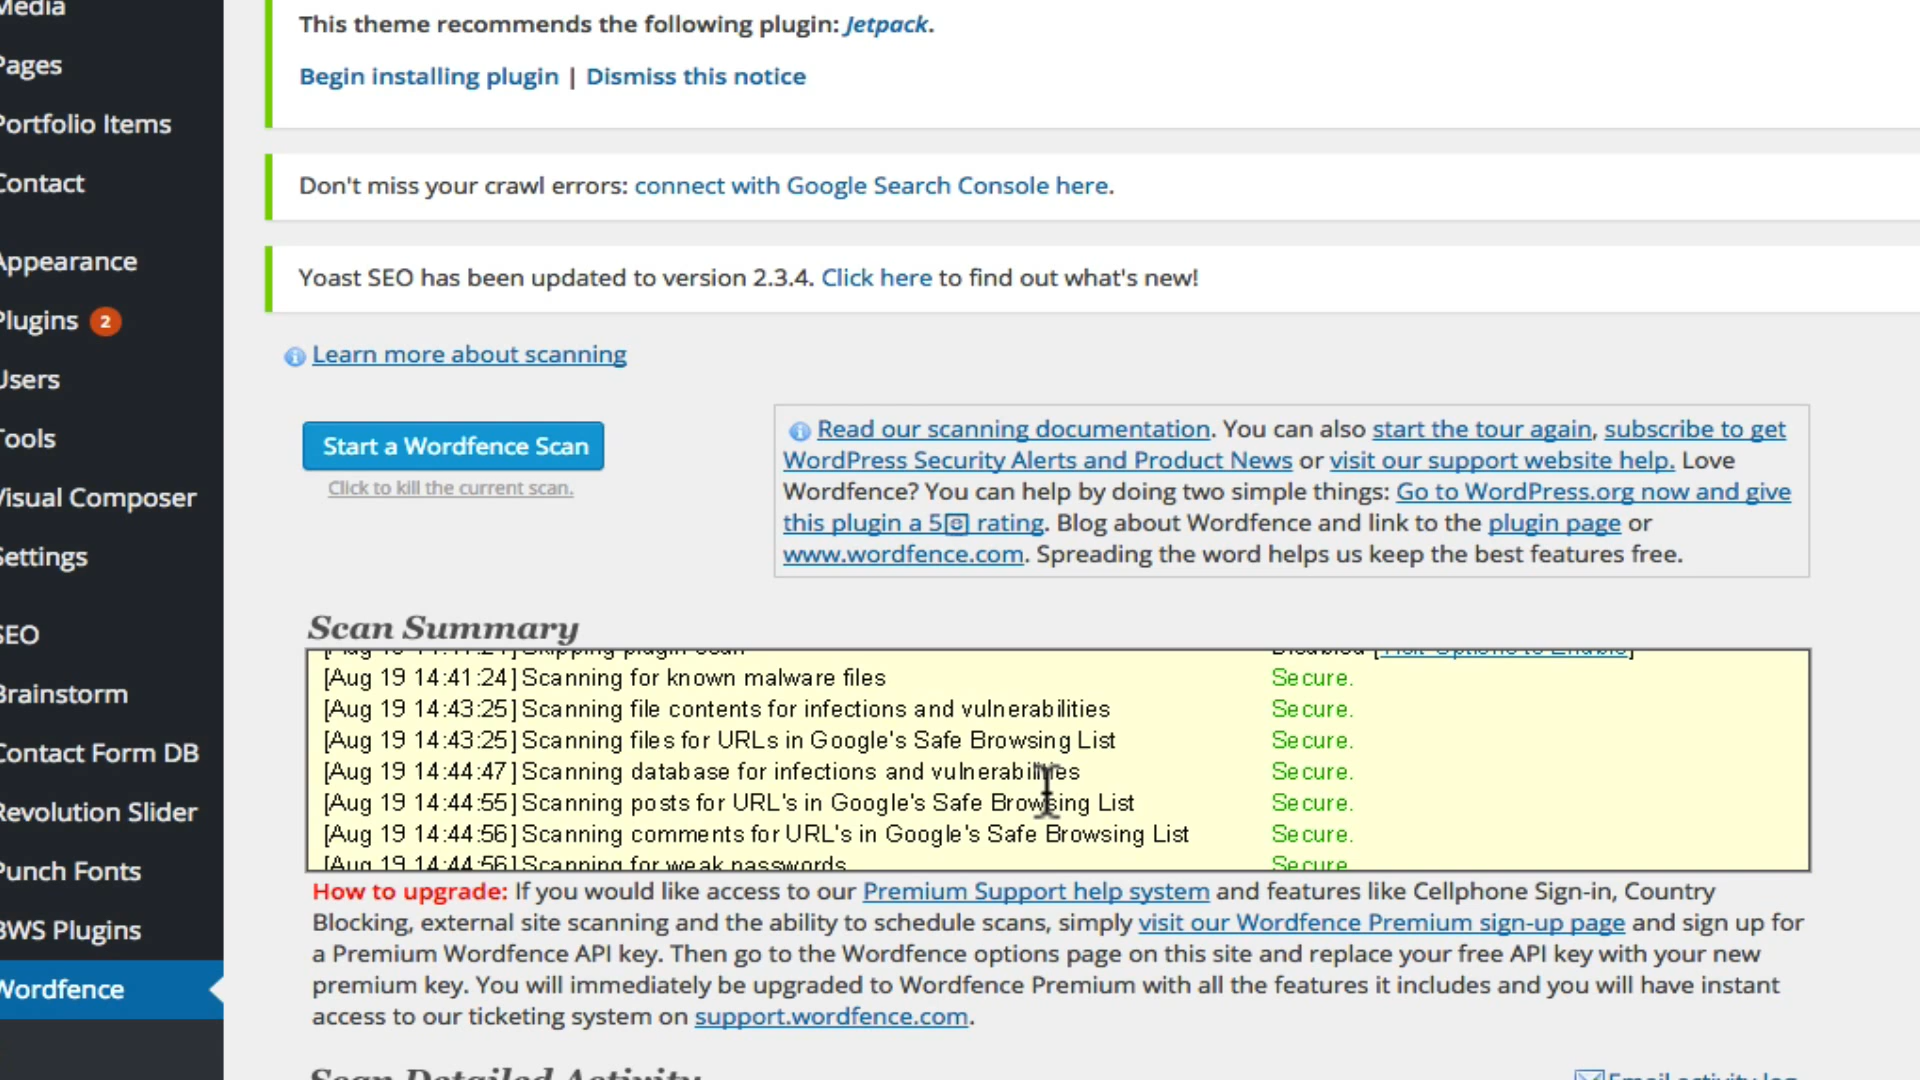 Media
This theme recommends the following plugin: Jetpack.
Pages
Begin installing plugin | Dismiss this notice
Portfolio Items
Contact
Don't miss your crawl errors: connect with Google Search Console here.
Appearance
Yoast SEO has been updated to version 2.3.4. Click here to find out what's new!
Plugins 2
Learn more about scanning
Users
Tools
Visual Composer
Settings
SEO
Brainstorm
Contact Form DB
Revolution Slider
Punch Fonts
BWS Plugins
Wordfence
Start a Wordfence Scan
Click to kill the current scan.
Read our scanning documentation. You can also start the tour again, subscribe to get
WordPress Security Alerts and Product News or visit our support website help. Love
Wordfence? You can help by doing two simple things: Go to WordPress.org now and give
this plugin a 5 rating. Blog about Wordfence and link to the plugin page or
www.wordfence.com. Spreading the word helps us keep the best features free.
Scan Summary
Skipping plugin scan Disabled [Visit Options to Enable]
[Aug 19 14:41:24] Scanning for known malware files Secure.
[Aug 19 14:43:25] Scanning file contents for infections and vulnerabilities Secure.
[Aug 19 14:43:25] Scanning files for URLs in Google's Safe Browsing List Secure.
[Aug 19 14:44:47] Scanning database for infections and vulnerabilities Secure.
[Aug 19 14:44:55] Scanning posts for URL's in Google's Safe Browsing List Secure.
[Aug 19 14:44:56] Scanning comments for URL's in Google's Safe Browsing List Secure.
[Aug 19 14:44:56] Scanning for weak passwords Secure
How to upgrade: If you would like access to our Premium Support help system and features like Cellphone Sign-in, Country
Blocking, external site scanning and the ability to schedule scans, simply visit our Wordfence Premium sign-up page and sign up for
a Premium Wordfence API key. Then go to the Wordfence options page on this site and replace your free API key with your new
premium key. You will immediately be upgraded to Wordfence Premium with all the features it includes and you will have instant
access to our ticketing system on support.wordfence.com.
Scan Detailed Activity
Email activity log